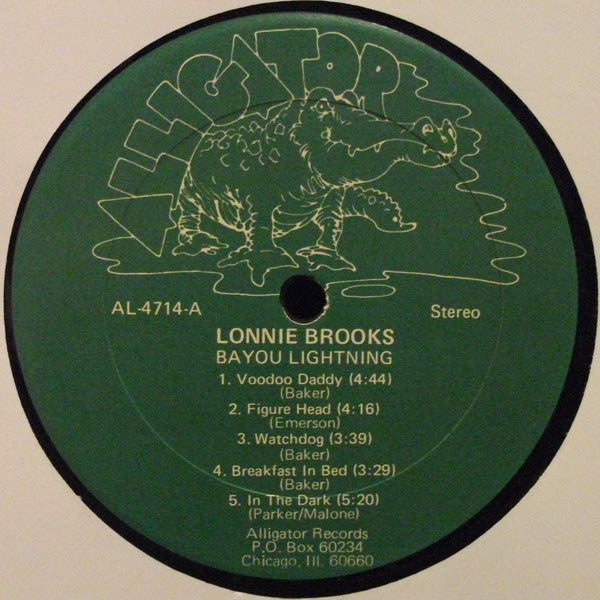 ALLIGATOR
AL-4714-A
Stereo
LONNIE BROOKS
BAYOU LIGHTNING
1. Voodoo Daddy (4:44)
(Baker)
2. Figure Head (4:16)
(Emerson)
3. Watchdog (3:39)
(Baker)
4. Breakfast In Bed (3:29)
(Baker)
5. In The Dark (5:20)
(Parker/Malone)
Alligator Records
P.O. Box 60234
Chicago, Ill. 60660